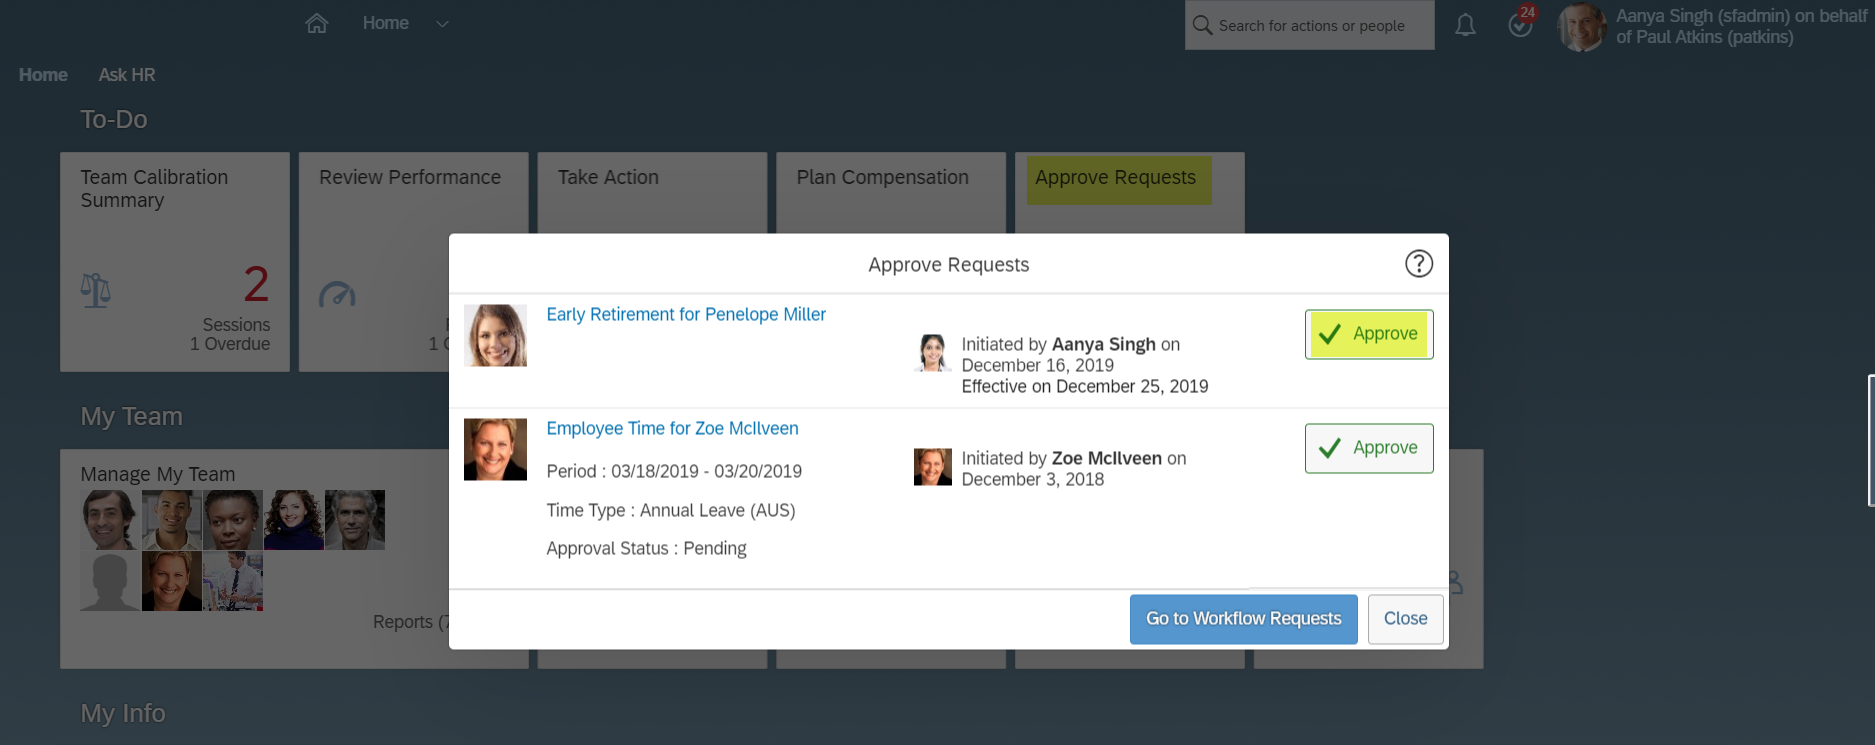 Home
Search for actions or people
24
Aanya Singh (sfadmin) on behalf
of Paul Atkins (patkins)
Home
Ask HR
To-Do
Team Calibration
Summary
2
Sessions
1 Overdue
Review Performance
1
Take Action
Plan Compensation
Approve Requests
Approve Requests
?
Early Retirement for Penelope Miller
Initiated by Aanya Singh on
December 16, 2019
Effective on December 25, 2019
Approve
Employee Time for Zoe McIlveen
Period : 03/18/2019 - 03/20/2019
Time Type : Annual Leave (AUS)
Approval Status : Pending
Initiated by Zoe McIlveen on
December 3, 2018
Approve
Go to Workflow Requests
Close
My Team
Manage My Team
Reports (7
My Info